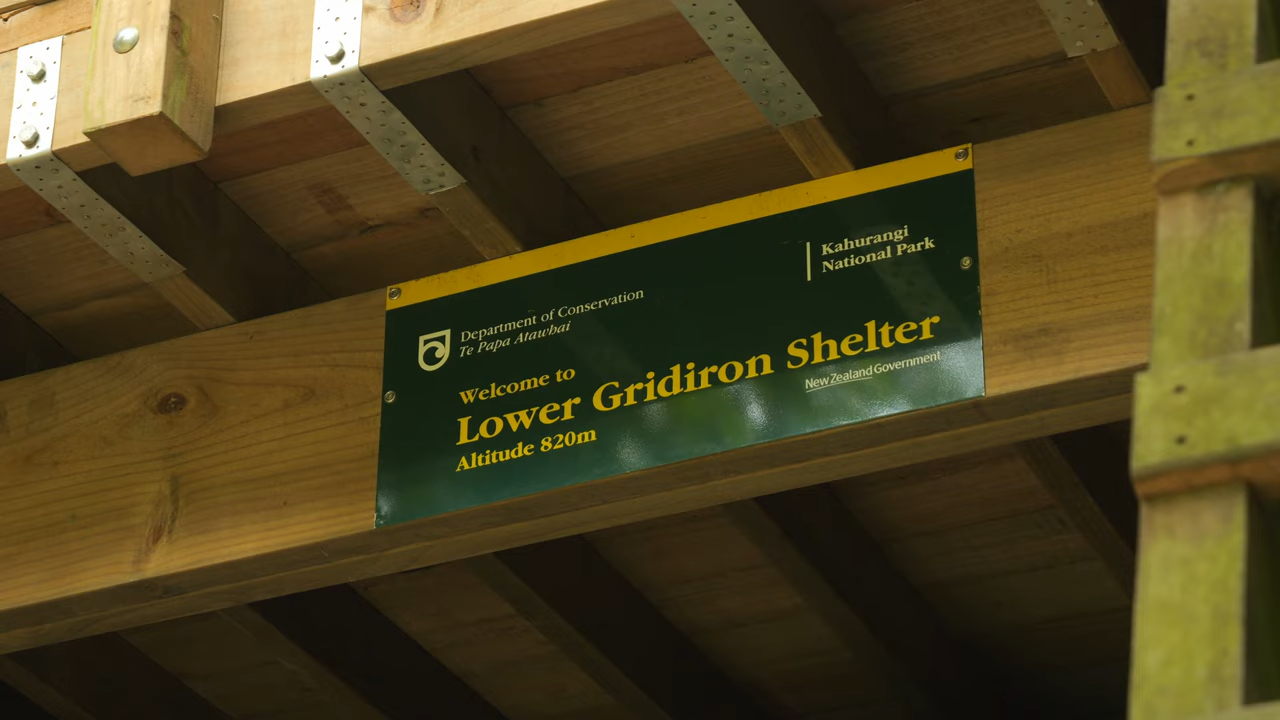 Department of Conservation
Te Papa Atawhai
Kahurangi
National Park
Welcome to
Lower Gridiron Shelter
Altitude 820m
New Zealand Government